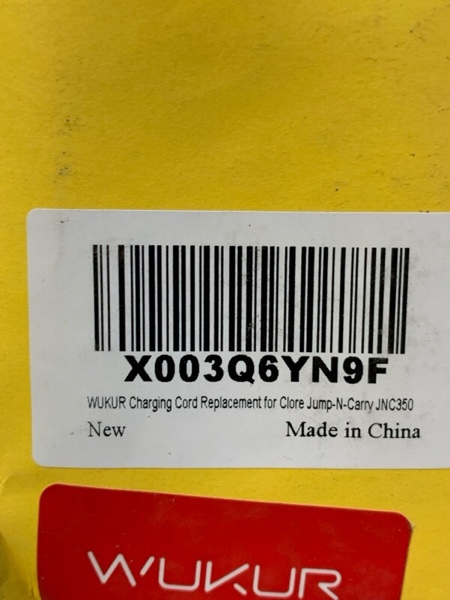 X003Q6YN9F
WUKUR Charging Cord Replacement for Clore Jump-N-Carry JNC350
New Made in China
WUKUR